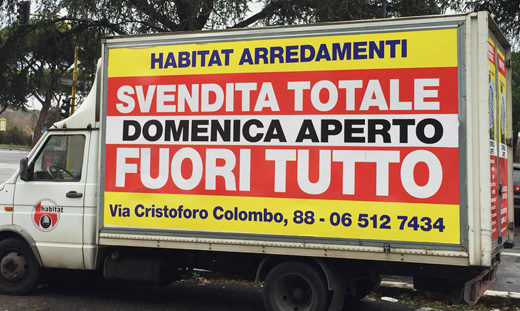 HABITAT ARREDAMENTI
SVENDITA TOTALE
DOMENICA APERTO
FUORI TUTTO
Via Cristoforo Colombo, 88 - 06 512 7434
habitat